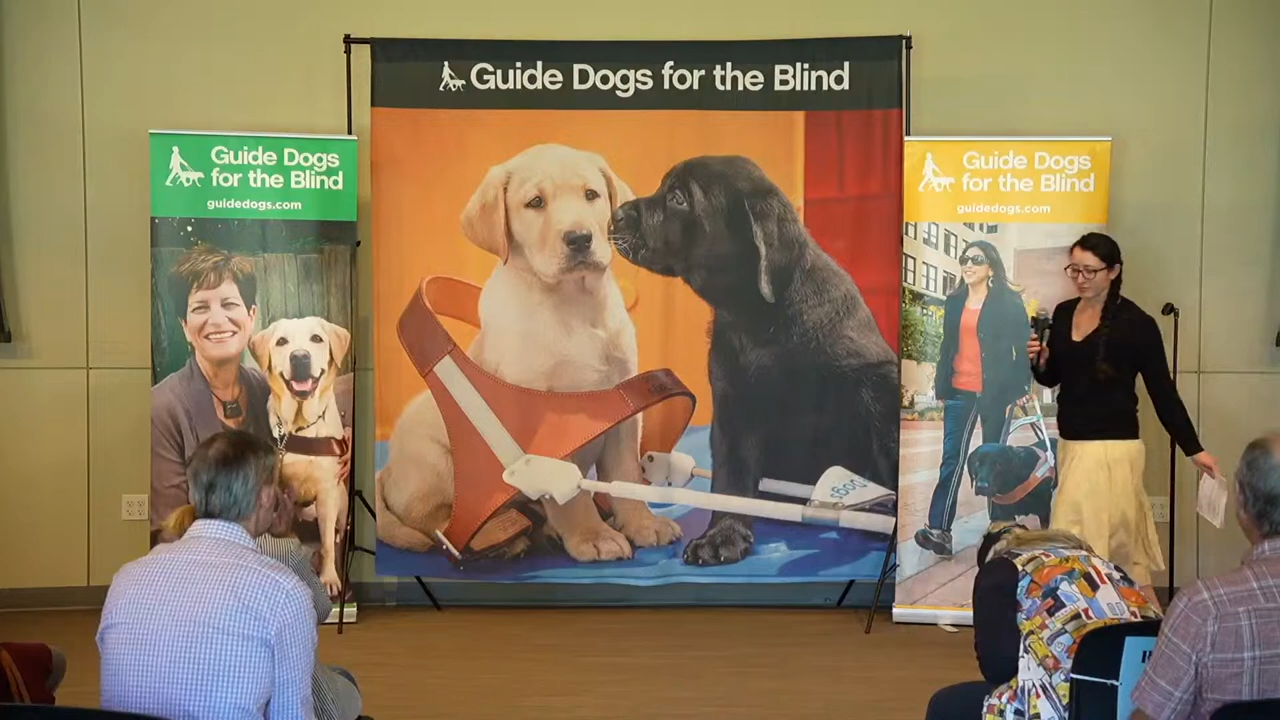 Guide Dogs for the Blind
Guide Dogs
for the Blind
guidedogs.com
Guide Dogs
for the Blind
guidedogs.com
Dogs